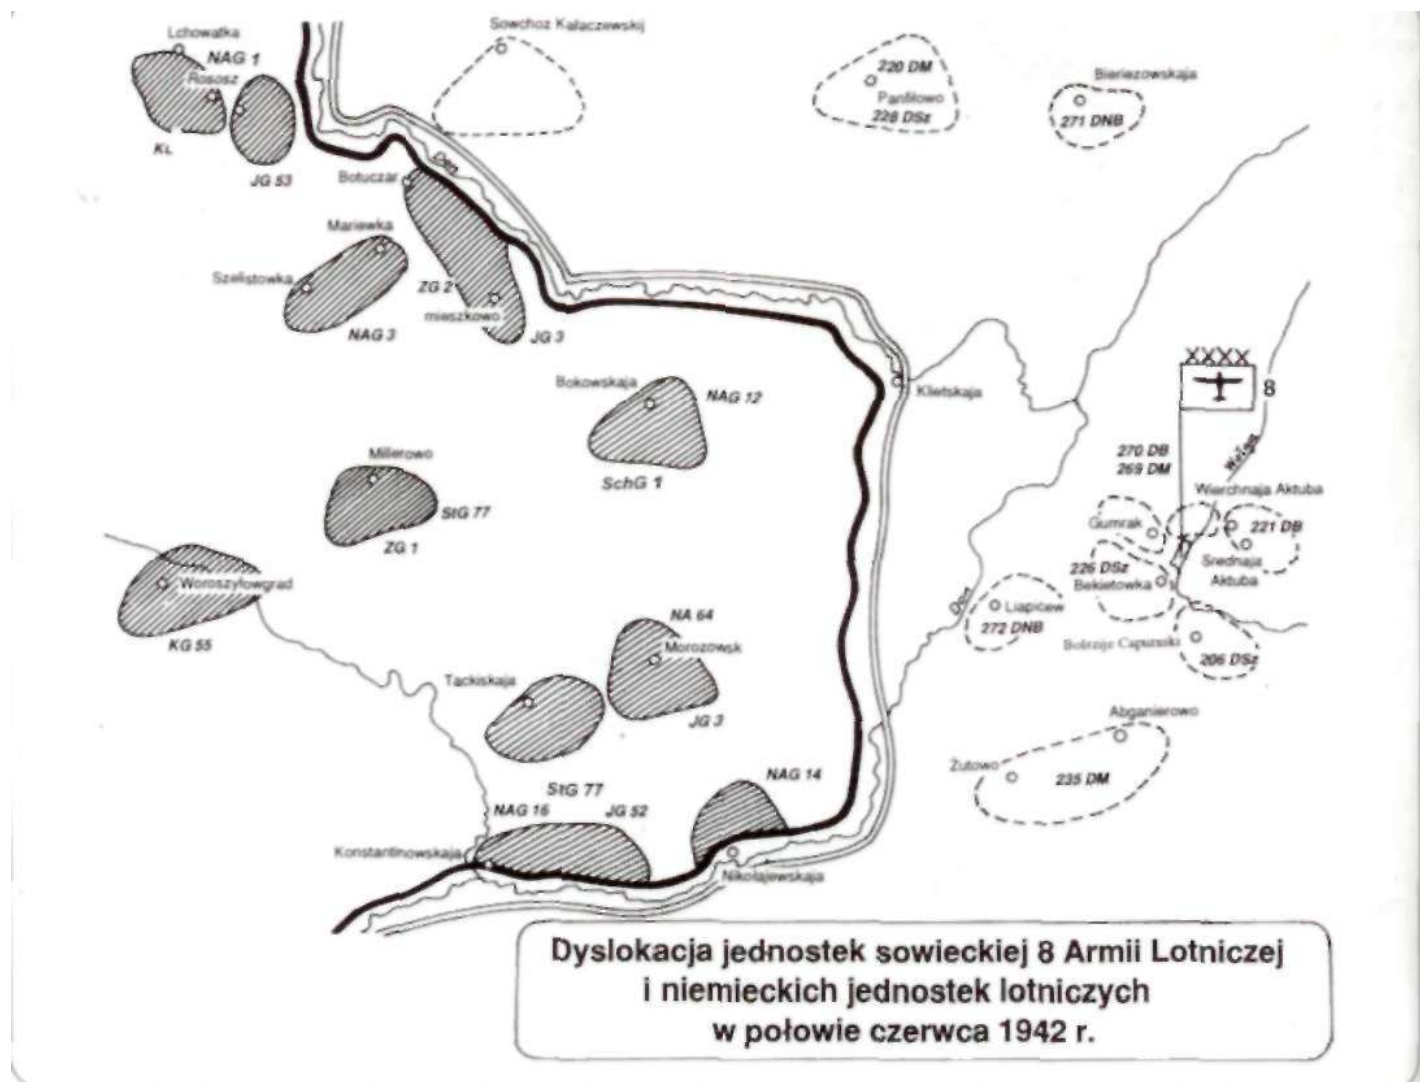 Lchowatka
NAG 1
Rososz
KL
JG 53
Sowchoz Kałaczewskij
220 DM
Panfiłowo
228 DSz
Bieriezowskaja
271 DNB
Don
Botuczar
Mariewka
Szelistowka
NAG 3
ZG 2
mieszkowo
JG 3
Bokowskaja
NAG 12
SchG 1
Klietskaja
XXXX
8
Millerowo
StG 77
ZG 1
270 DB
269 DM
Wołga
Wierchnaja Aktuba
Gumrak
221 DB
Sriednaja
Aktuba
226 DSz
Bekietowka
Woroszyłowgrad
KG 55
Don
Liapicew
272 DNB
206 DSz
NA 64
Morozowsk
JG 3
Tackiskaja
Abganierowo
Żutowo
235 DM
StG 77
NAG 16
JG 52
NAG 14
Konstantinowskaja
Nikołajewskaja
Dyslokacja jednostek sowieckiej 8 Armii Lotniczej
i niemieckich jednostek lotniczych
w połowie czerwca 1942 r.